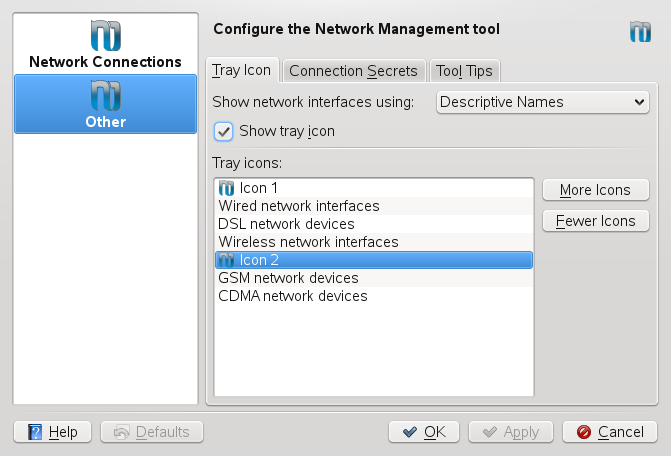 Network Connections
Other
Configure the Network Management tool
Tray Icon
Connection Secrets
Tool Tips
Show network interfaces using:
Descriptive Names
Show tray icon
Tray icons:
Icon 1
Wired network interfaces
DSL network devices
Wireless network interfaces
Icon 2
GSM network devices
CDMA network devices
More Icons
Fewer Icons
Help
Defaults
OK
Apply
Cancel